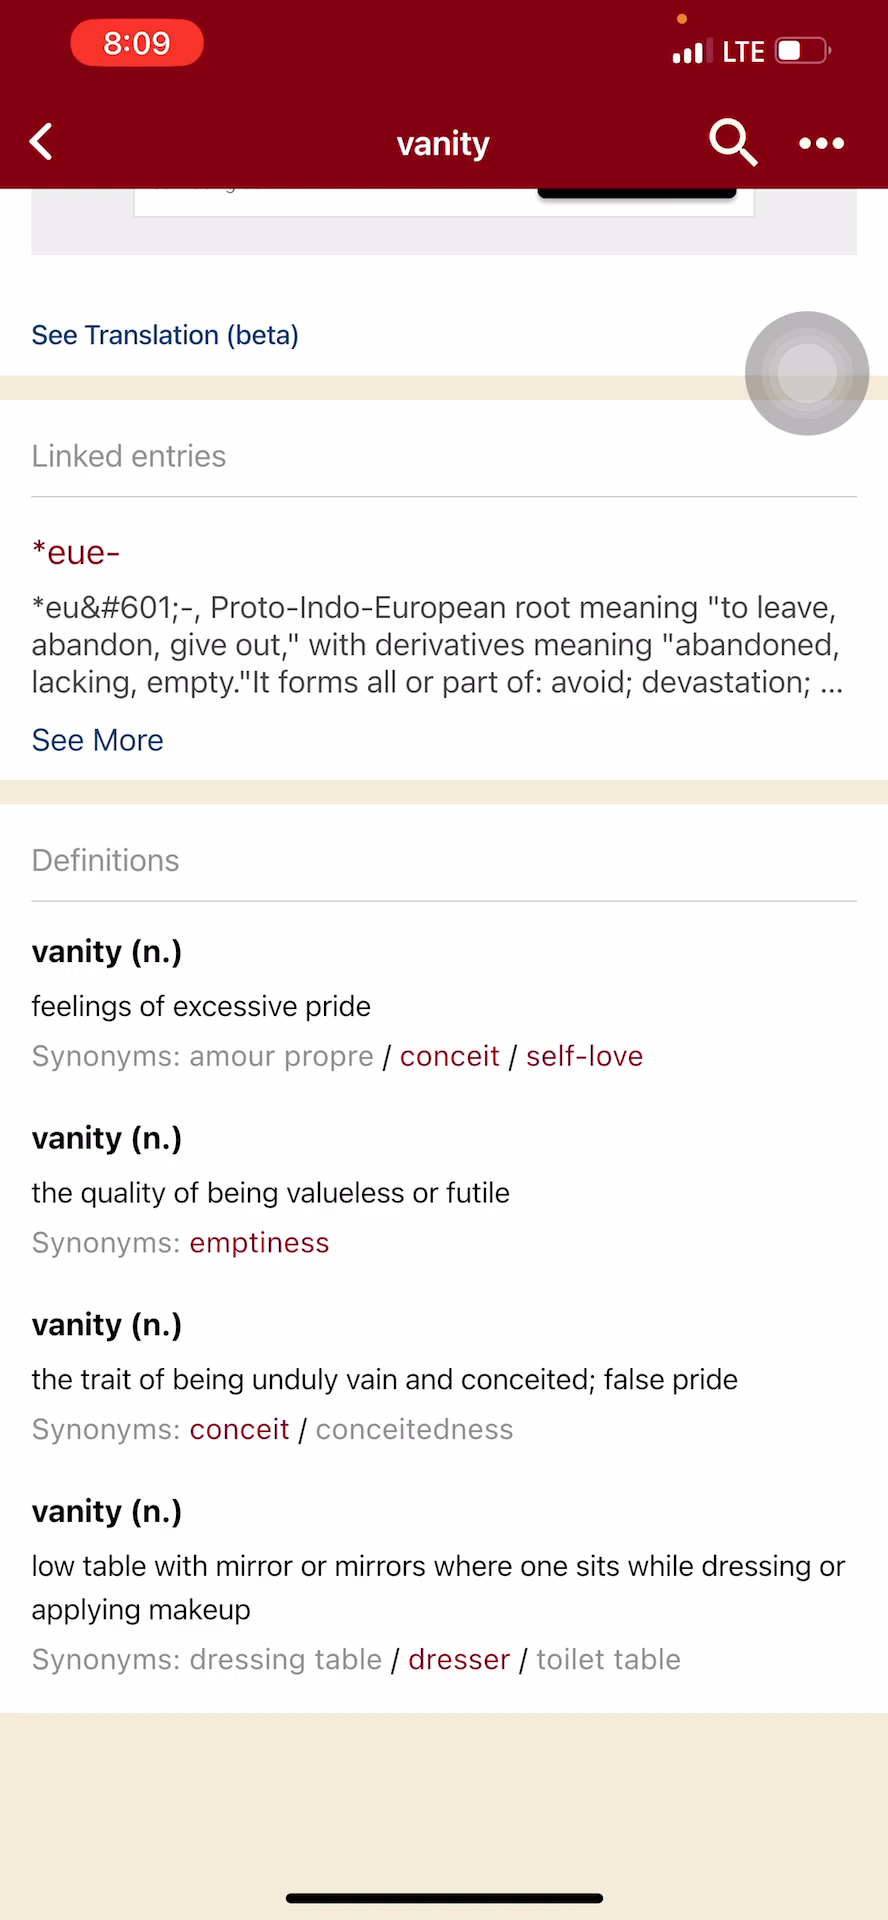 8:09
LTE
vanity
See Translation (beta)
Linked entries
*eue-
*eu&#601;-, Proto-Indo-European root meaning "to leave,
abandon, give out," with derivatives meaning "abandoned,
lacking, empty."It forms all or part of: avoid; devastation; ...
See More
Definitions
vanity (n.)
feelings of excessive pride
Synonyms: amour propre / conceit / self-love
vanity (n.)
the quality of being valueless or futile
Synonyms: emptiness
vanity (n.)
the trait of being unduly vain and conceited; false pride
Synonyms: conceit / conceitedness
vanity (n.)
low table with mirror or mirrors where one sits while dressing or
applying makeup
Synonyms: dressing table / dresser / toilet table